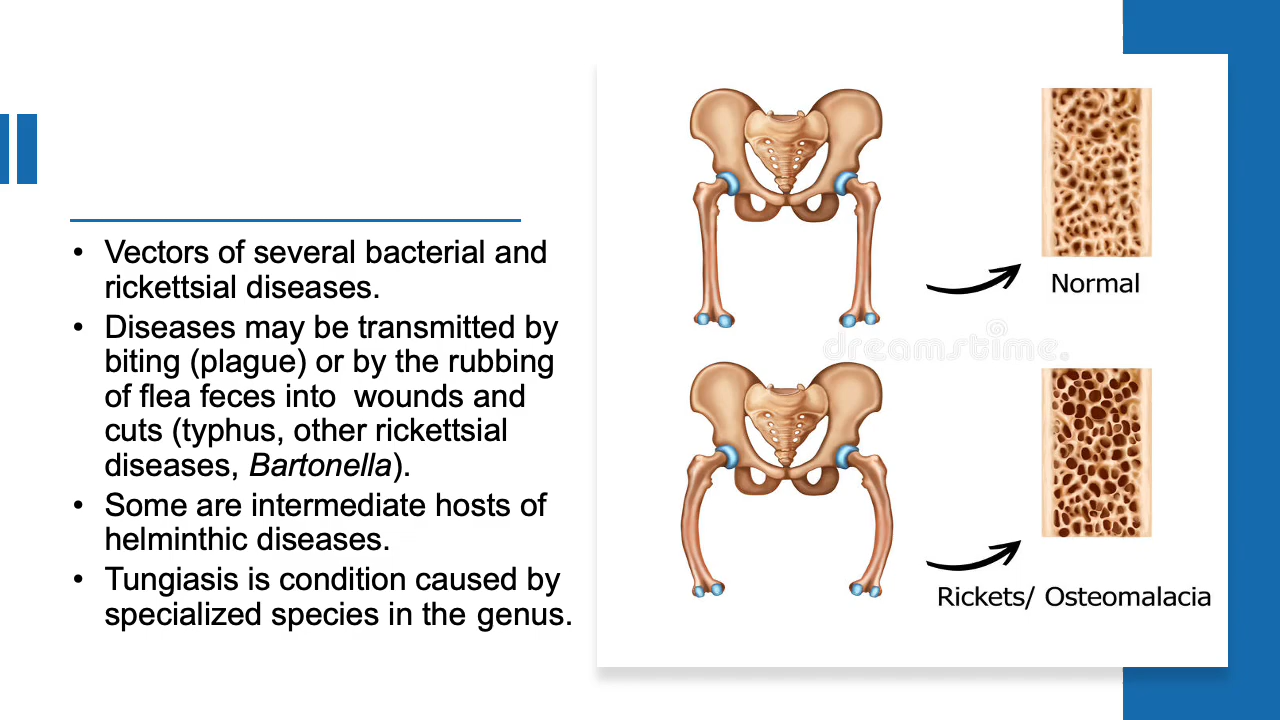 • Vectors of several bacterial and
rickettsial diseases.
• Diseases may be transmitted by
biting (plague) or by the rubbing
of flea feces into  wounds and
cuts (typhus, other rickettsial
diseases, Bartonella).
• Some are intermediate hosts of
helminthic diseases.
• Tungiasis is condition caused by
specialized species in the genus.
Normal
dreamstime.
Rickets/ Osteomalacia